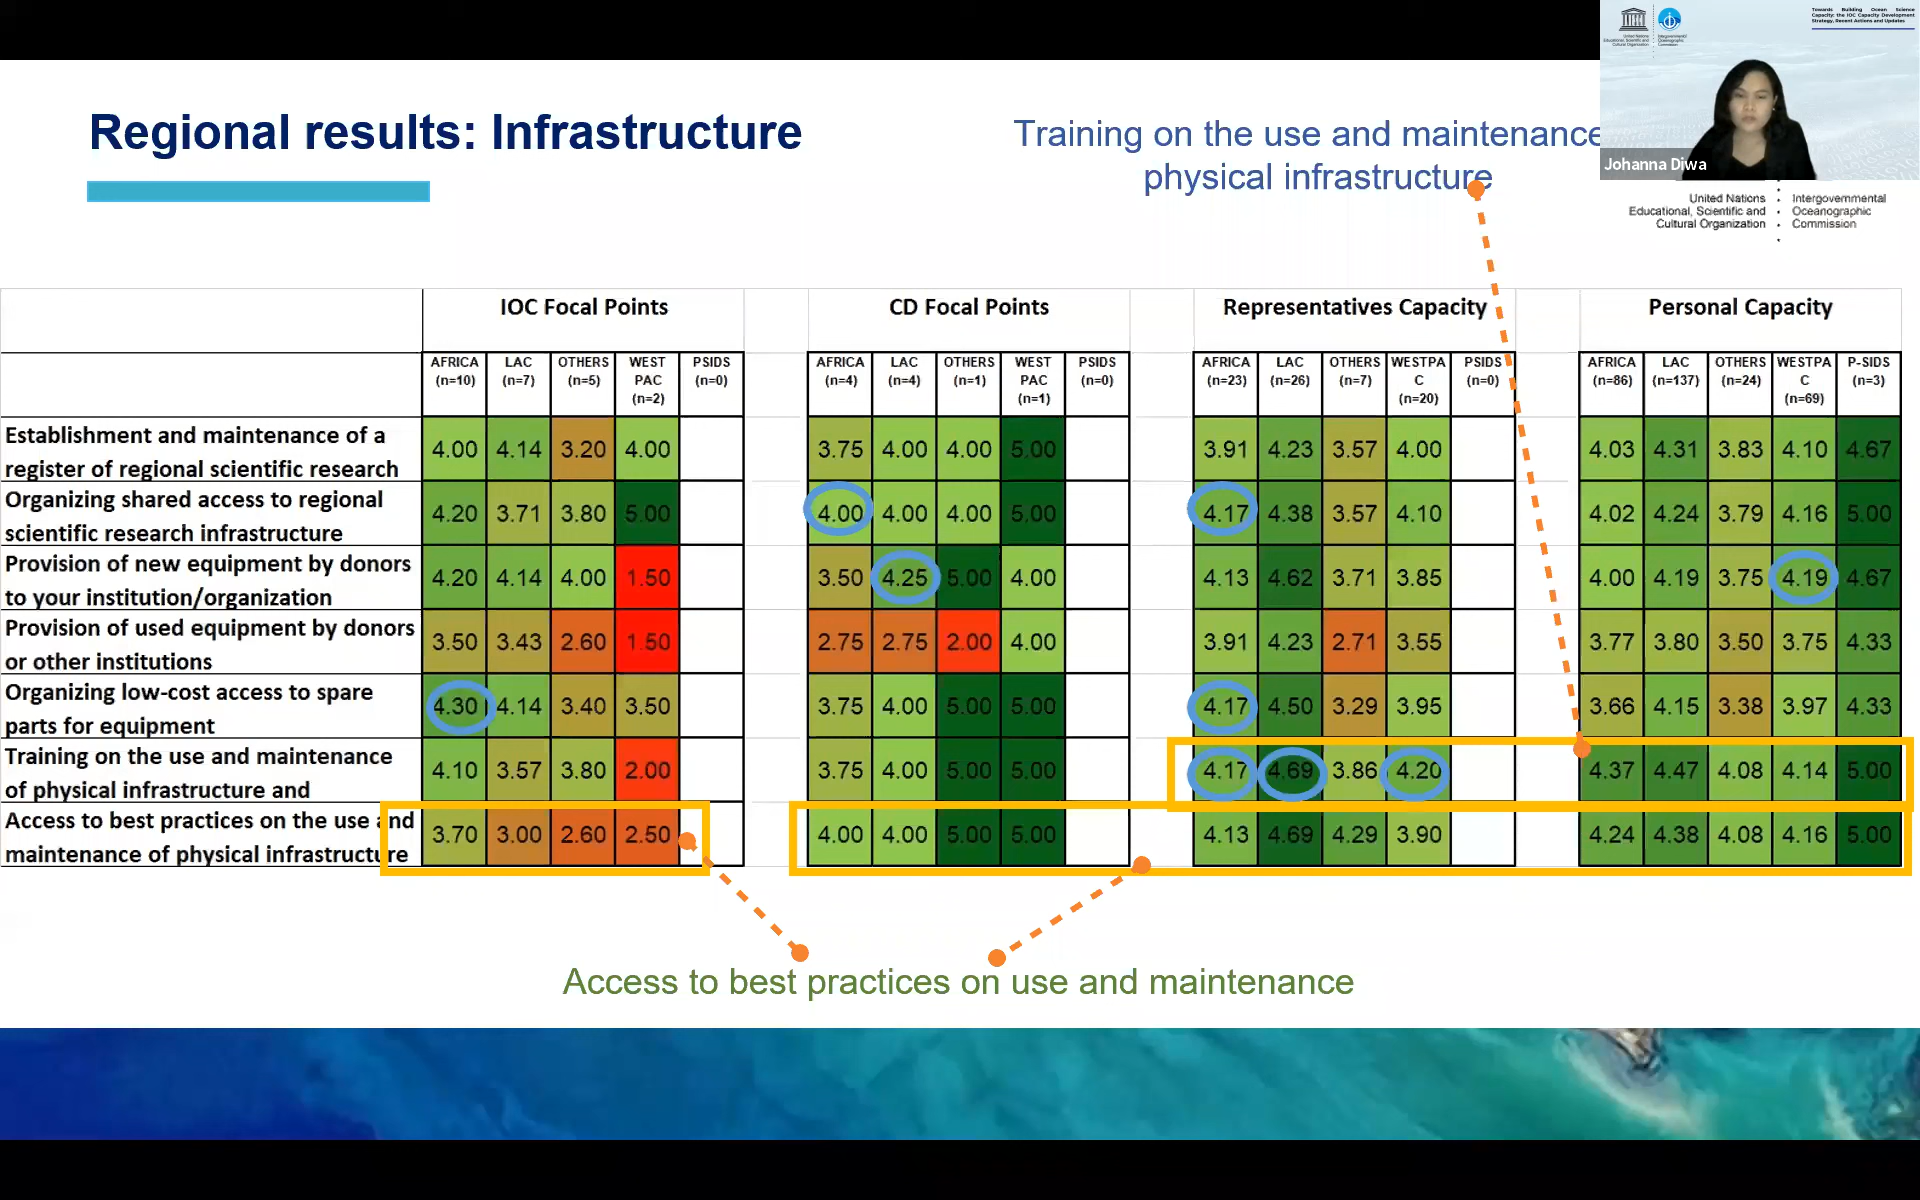 Towards Building Ocean Science
Capacity: the IOC Capacity Development
Strategy, Recent Actions and Updates
Johanna Diwa
Regional results: Infrastructure
Training on the use and maintenance
physical infrastructure
United Nations
Educational, Scientific and
Cultural Organization
Intergovernmental
Oceanographic
Commission
IOC Focal Points CD Focal Points Representatives Capacity Personal Capacity
AFRICA (n=10) LAC (n=7) OTHERS (n=5) WEST PAC (n=2) PSIDS (n=0) AFRICA (n=4) LAC (n=4) OTHERS (n=1) WEST PAC (n=1) PSIDS (n=0) AFRICA (n=23) LAC (n=26) OTHERS (n=7) WESTPA C (n=20) PSIDS (n=0) AFRICA (n=86) LAC (n=137) OTHERS (n=24) WESTPA C (n=69) P-SIDS (n=3)
Establishment and maintenance of a
register of regional scientific research
4.00 4.14 3.20 4.00 3.75 4.00 4.00 5.00 3.91 4.23 3.57 4.00 4.03 4.31 3.83 4.10 4.67
Organizing shared access to regional
scientific research infrastructure
4.20 3.71 3.80 5.00 4.00 4.00 4.00 5.00 4.17 4.38 3.57 4.10 4.02 4.24 3.79 4.16 5.00
Provision of new equipment by donors
to your institution/organization
4.20 4.14 4.00 1.50 3.50 4.25 5.00 4.00 4.13 4.62 3.71 3.85 4.00 4.19 3.75 4.19 4.67
Provision of used equipment by donors
or other institutions
3.50 3.43 2.60 1.50 2.75 2.75 2.00 4.00 3.91 4.23 2.71 3.55 3.77 3.80 3.50 3.75 4.33
Organizing low-cost access to spare
parts for equipment
4.30 4.14 3.40 3.50 3.75 4.00 5.00 5.00 4.17 4.50 3.29 3.95 3.66 4.15 3.38 3.97 4.33
Training on the use and maintenance
of physical infrastructure and
4.10 3.57 3.80 2.00 3.75 4.00 5.00 5.00 4.17 4.69 3.86 4.20 4.37 4.47 4.08 4.14 5.00
Access to best practices on the use and
maintenance of physical infrastructure
3.70 3.00 2.60 2.50 4.00 4.00 5.00 5.00 4.13 4.69 4.29 3.90 4.24 4.38 4.08 4.16 5.00
Access to best practices on use and maintenance